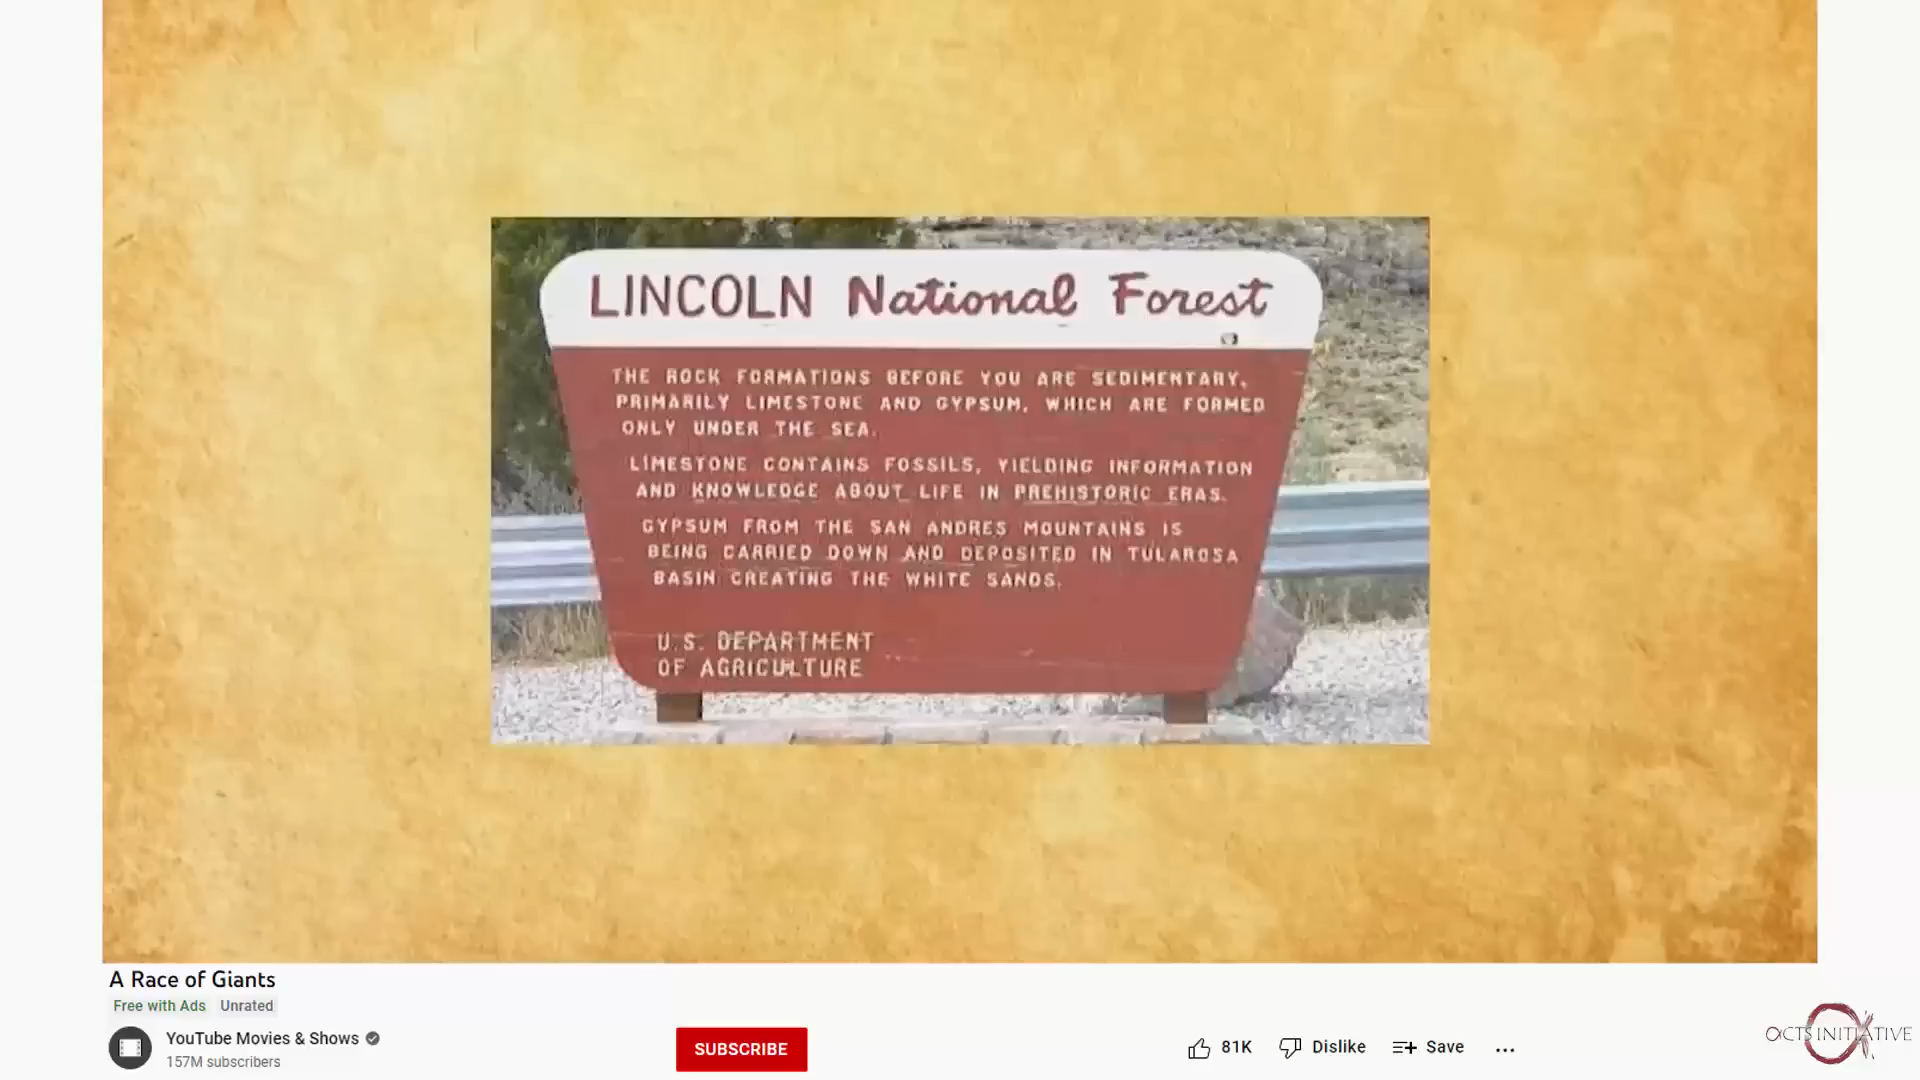 LINCOLN National Forest
THE ROCK FORMATIONS BEFORE YOU ARE SEDIMENTARY,
PRIMARILY LIMESTONE AND GYPSUM, WHICH ARE FORMED
ONLY UNDER THE SEA.
LIMESTONE CONTAINS FOSSILS, YIELDING INFORMATION
AND KNOWLEDGE ABOUT LIFE IN PREHISTORIC ERAS.
GYPSUM FROM THE SAN ANDRES MOUNTAINS IS
BEING CARRIED DOWN AND DEPOSITED IN TULAROSA
BASIN CREATING THE WHITE SANDS.
U.S. DEPARTMENT
OF AGRICULTURE
A Race of Giants
Free with Ads Unrated
YouTube Movies & Shows
157M subscribers
SUBSCRIBE
81K Dislike Save ...
ACTS INITIATIVE